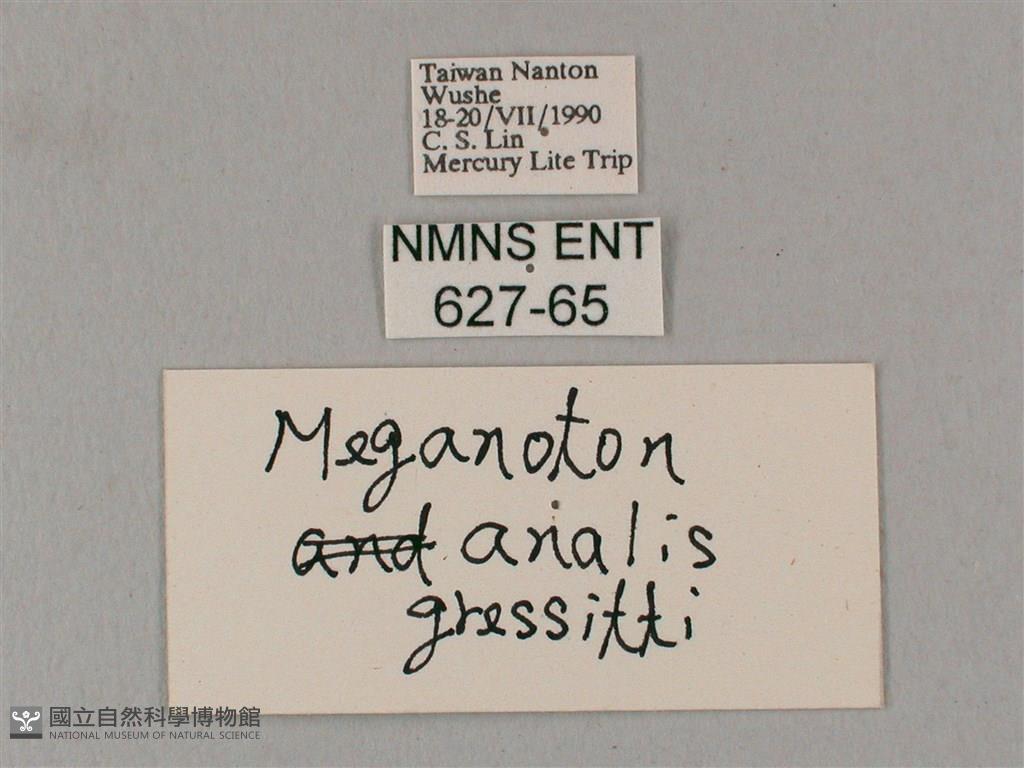 Taiwan Nanton
Wushe
18-20/VII/1990
C. S. Lin
Mercury Lite Trip
NMNS ENT
627-65
Meganoton
and analis
gressitti
國立自然科學博物館
NATIONAL MUSEUM OF NATURAL SCIENCE